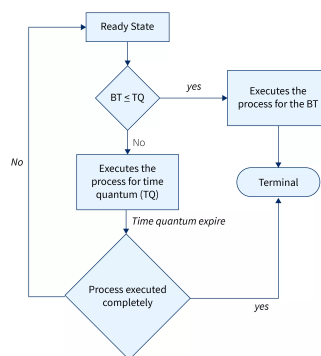 Ready State
BT ≤ TQ
yes
Executes the
process for the BT
No
No
Executes the
process for time
quantum (TQ)
Terminal
Time quantum expire
Process executed
completely
yes